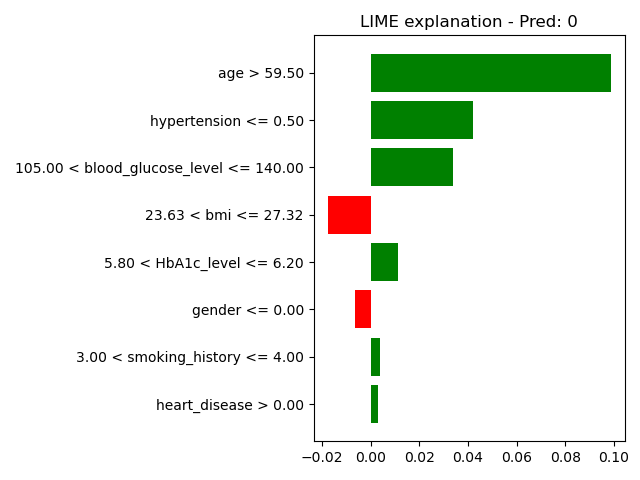 LIME explanation - Pred: 0
age > 59.50
hypertension <= 0.50
105.00 < blood_glucose_level <= 140.00
23.63 < bmi <= 27.32
5.80 < HbA1c_level <= 6.20
gender <= 0.00
3.00 < smoking_history <= 4.00
heart_disease > 0.00
−0.02 0.00 0.02 0.04 0.06 0.08 0.10